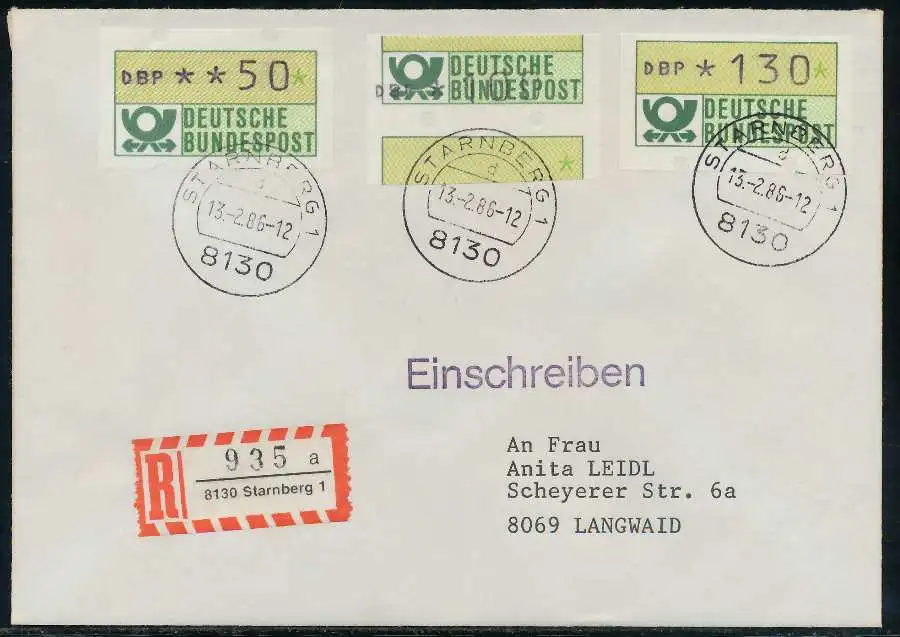 DBP **50*
DEUTSCHE
BUNDESPOST
DEUTSCHE
BUNDESPOST
*
DBP *130*
DEUTSCHE
BUNDESPOST
STARNBERG 1
a
13.-2.86-12
8130
STARNBERG 1
a
13.-2.86-12
8130
STARNBERG 1
a
13.-2.86-12
8130
Einschreiben
R
935 a
8130 Starnberg 1
An Frau
Anita LEIDL
Scheyerer Str. 6a
8069 LANGWAID